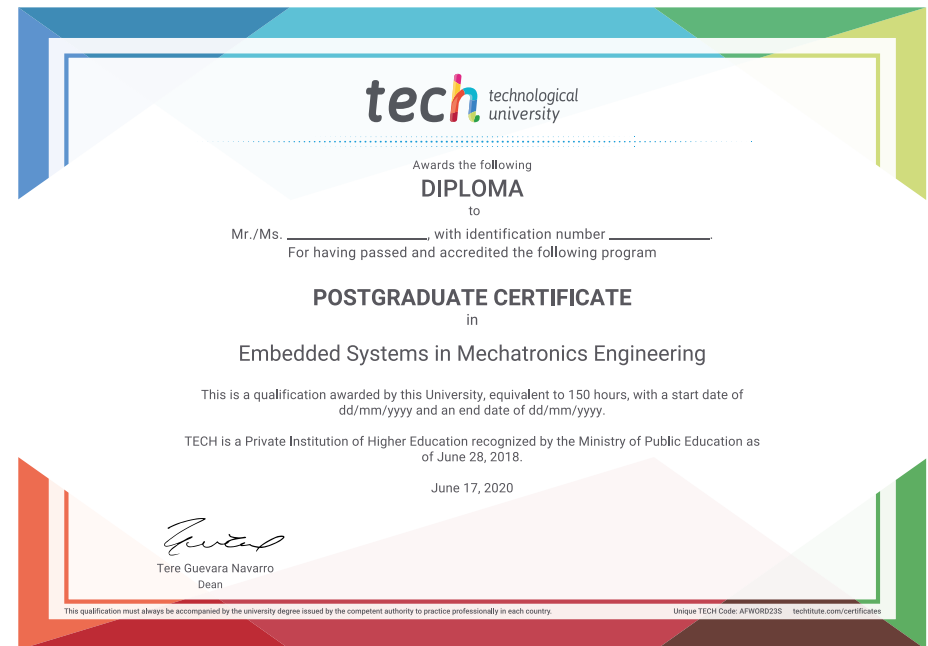 tech technological
university
Awards the following
DIPLOMA
to
Mr./Ms. ____________________, with identification number ______________.
For having passed and accredited the following program
POSTGRADUATE CERTIFICATE
in
Embedded Systems in Mechatronics Engineering
This is a qualification awarded by this University, equivalent to 150 hours, with a start date of
dd/mm/yyyy and an end date of dd/mm/yyyy.
TECH is a Private Institution of Higher Education recognized by the Ministry of Public Education as
of June 28, 2018.
June 17, 2020
Tere Guevara Navarro
Dean
This qualification must always be accompanied by the university degree issued by the competent authority to practice professionally in each country.
Unique TECH Code: AFWORD23S techtitute.com/certificates